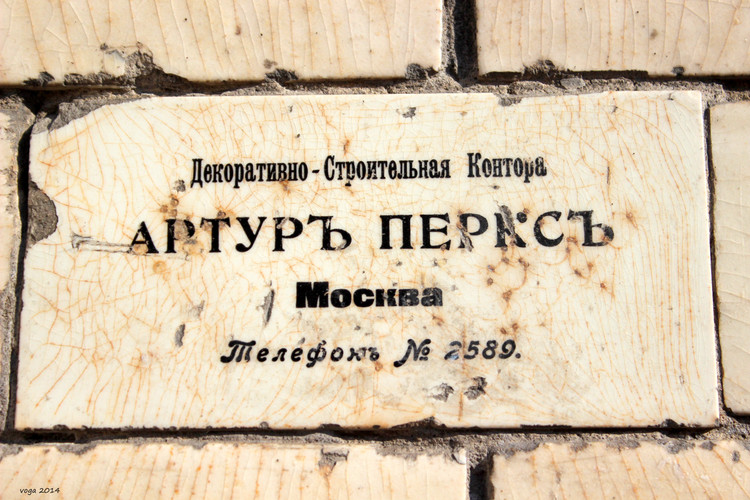 Декоративно-Строительная Контора
АРТУРЪ ПЕРКСЪ
Москва
Телефонъ № 2589.
voga 2014